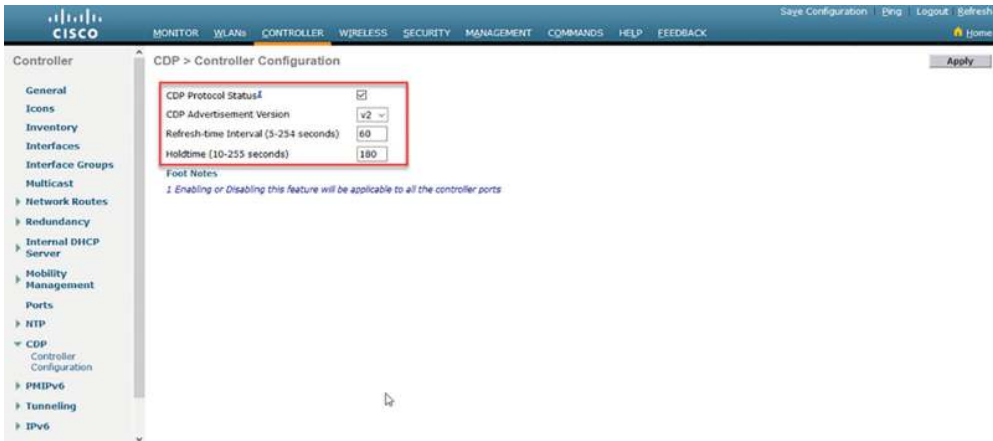 Save Configuration | Ping | Logout | Refresh
CISCO
MONITOR WLANs CONTROLLER WIRELESS SECURITY MANAGEMENT COMMANDS HELP FEEDBACK
Home
Controller
CDP > Controller Configuration
Apply
General
Icons
Inventory
Interfaces
Interface Groups
Multicast
Network Routes
Redundancy
Internal DHCP
Server
Mobility
Management
Ports
NTP
CDP
Controller
Configuration
PMIPv6
Tunneling
IPv6
CDP Protocol Status1
CDP Advertisement Version v2
Refresh-time Interval (5-254 seconds) 60
Holdtime (10-255 seconds) 180
Foot Notes
1 Enabling or Disabling this feature will be applicable to all the controller ports